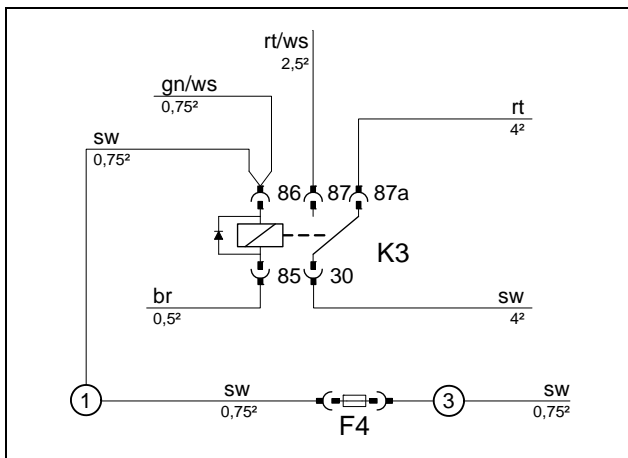 rt/ws
2,5²
gn/ws
0,75²
rt
4²
sw
0,75²
86 87 87a
K3
85 30
br
0,5²
sw
4²
1
sw
0,75²
F4
3
sw
0,75²